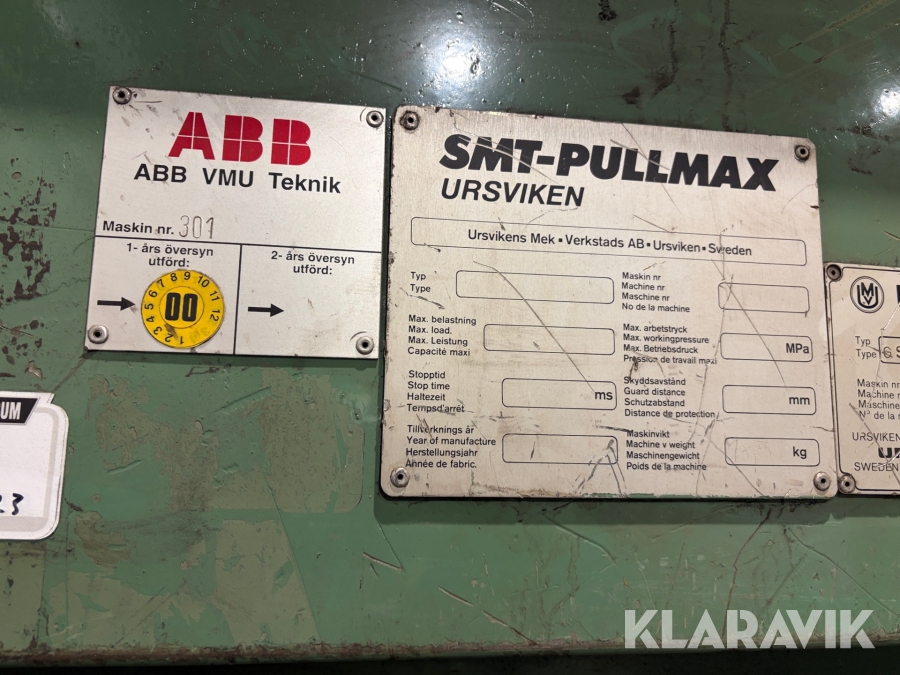 ABB
ABB VMU Teknik
Maskin nr. 301
1- års översyn
utförd:
2- års översyn
utförd:
00
1 2 3 4 5 6 7 8 9 10 11 12
SMT-PULLMAX
URSVIKEN
Ursvikens Mek▪Verkstads AB▪Ursviken▪Sweden
Typ
Type
Maskin nr
Machine nr
Maschine nr
No de la machine
Max. belastning
Max. load.
Max. Leistung
Capacité maxi
Max. arbetstryck
Max. workingpressure
Max. Betriebsdruck
Pression de travail maxi
MPa
Stopptid
Stop time
Haltezeit
Temps d'arrêt
ms
Skyddsavstånd
Guard distance
Schutzabstand
Distance de protection
mm
Tillverknings år
Year of manufacture
Herstellungsjahr
Année de fabric.
Maskinvikt
Machine v weight
Maschinengewicht
Poids de la machine
kg
Typ
Type
Maskin nr
Machine n
Maschine
N° de la m
URSVIKEN
SWEDEN
UM
23
KLARAVIK